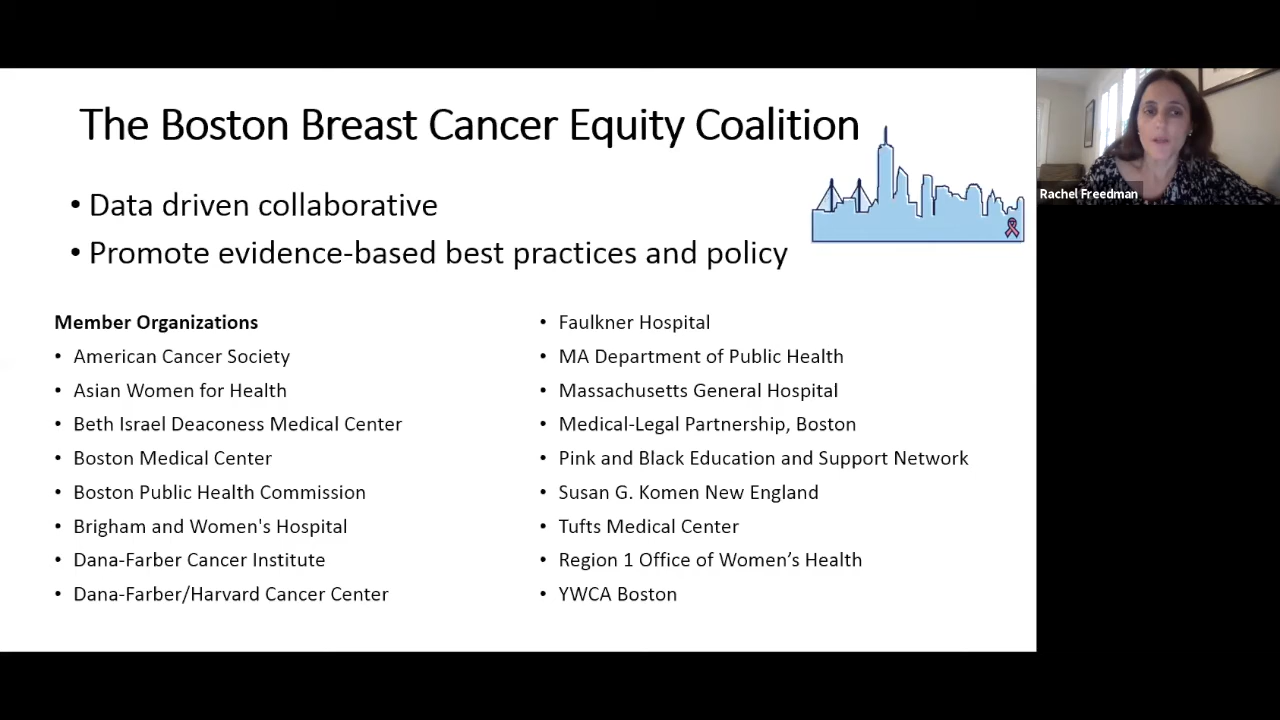 The Boston Breast Cancer Equity Coalition
• Data driven collaborative
• Promote evidence-based best practices and policy
Member Organizations
• American Cancer Society
• Asian Women for Health
• Beth Israel Deaconess Medical Center
• Boston Medical Center
• Boston Public Health Commission
• Brigham and Women's Hospital
• Dana-Farber Cancer Institute
• Dana-Farber/Harvard Cancer Center
• Faulkner Hospital
• MA Department of Public Health
• Massachusetts General Hospital
• Medical-Legal Partnership, Boston
• Pink and Black Education and Support Network
• Susan G. Komen New England
• Tufts Medical Center
• Region 1 Office of Women’s Health
• YWCA Boston
Rachel Freedman